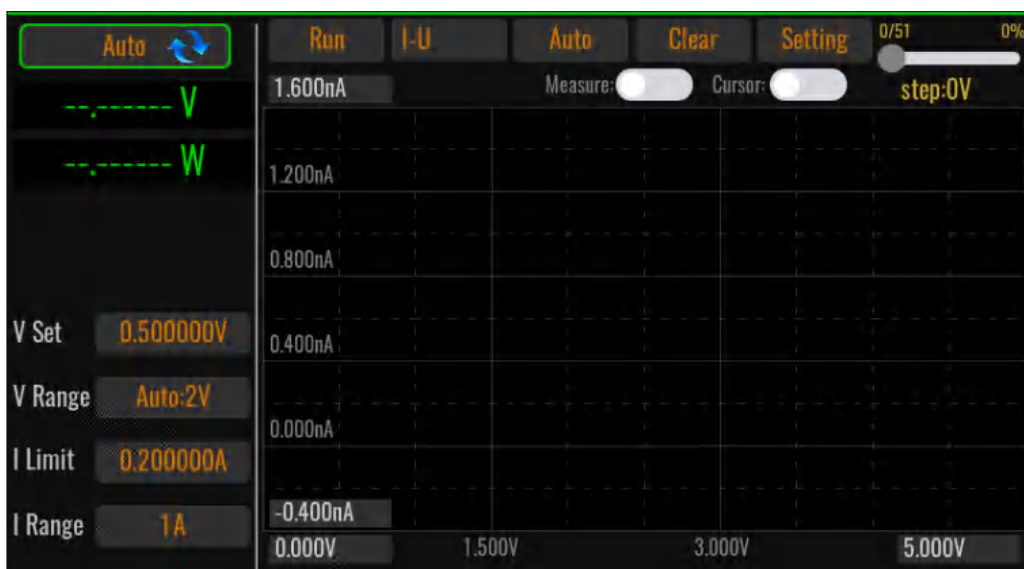 Auto
--.------ V
--.------ W
V Set 0.500000V
V Range Auto:2V
I Limit 0.200000A
I Range 1A
Run I-U Auto Clear Setting 0/51 0%
1.600nA Measure: Cursor: step:0V
1.200nA
0.800nA
0.400nA
0.000nA
-0.400nA
0.000V 1.500V 3.000V 5.000V